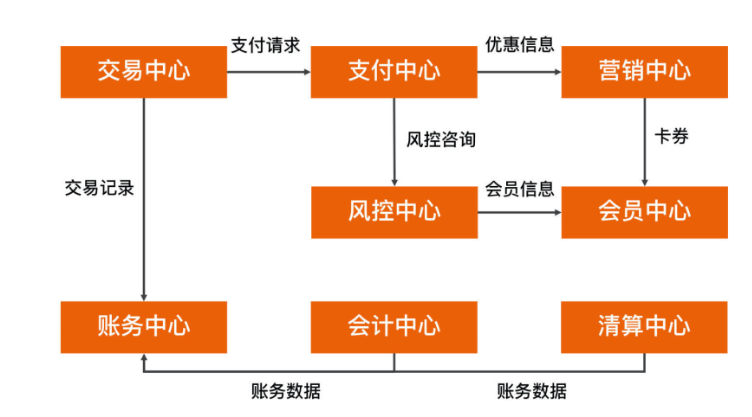 支付请求
优惠信息
交易中心
支付中心
营销中心
风控咨询
卡券
交易记录
会员信息
风控中心
会员中心
账务中心
会计中心
清算中心
账务数据
账务数据